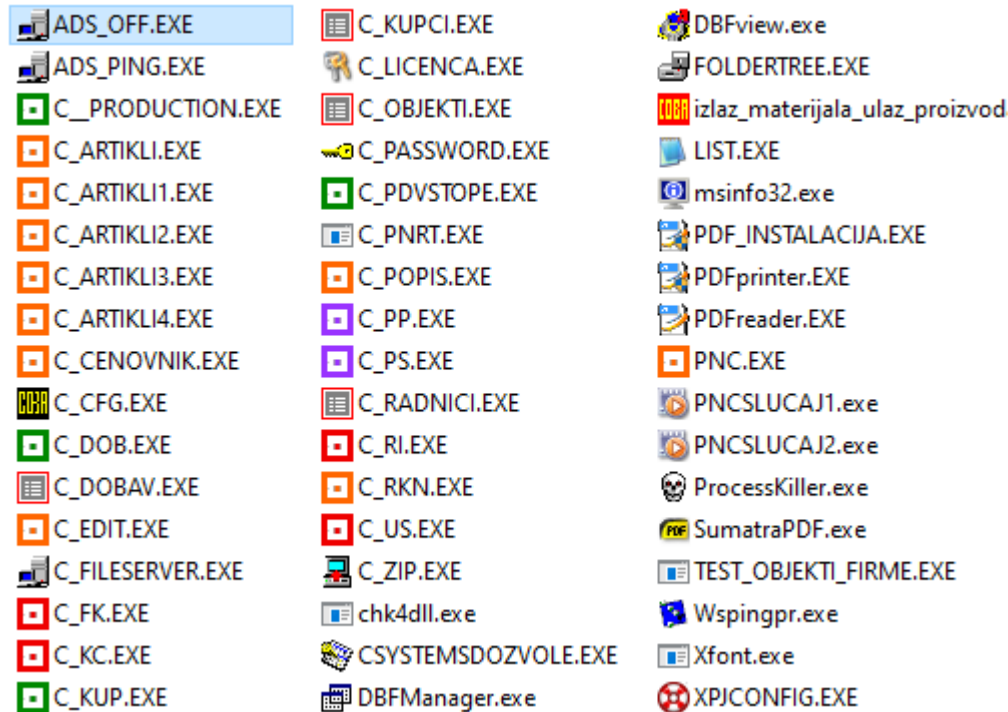 ADS_OFF.EXE
ADS_PING.EXE
C__PRODUCTION.EXE
C_ARTIKLI.EXE
C_ARTIKLI1.EXE
C_ARTIKLI2.EXE
C_ARTIKLI3.EXE
C_ARTIKLI4.EXE
C_CENOVNIK.EXE
C_CFG.EXE
C_DOB.EXE
C_DOBAV.EXE
C_EDIT.EXE
C_FILESERVER.EXE
C_FK.EXE
C_KC.EXE
C_KUP.EXE
C_KUPCI.EXE
C_LICENCA.EXE
C_OBJEKTI.EXE
C_PASSWORD.EXE
C_PDVSTOPE.EXE
C_PNRT.EXE
C_POPIS.EXE
C_PP.EXE
C_PS.EXE
C_RADNICI.EXE
C_RI.EXE
C_RKN.EXE
C_US.EXE
C_ZIP.EXE
chk4dll.exe
CSYSTEMSDOZVOLE.EXE
DBFManager.exe
DBFview.exe
FOLDERTREE.EXE
izlaz_materijala_ulaz_proizvod
LIST.EXE
msinfo32.exe
PDF_INSTALACIJA.EXE
PDFprinter.EXE
PDFreader.EXE
PNC.EXE
PNCSLUCAJ1.exe
PNCSLUCAJ2.exe
ProcessKiller.exe
SumatraPDF.exe
TEST_OBJEKTI_FIRME.EXE
Wspingpr.exe
Xfont.exe
XPJCONFIG.EXE